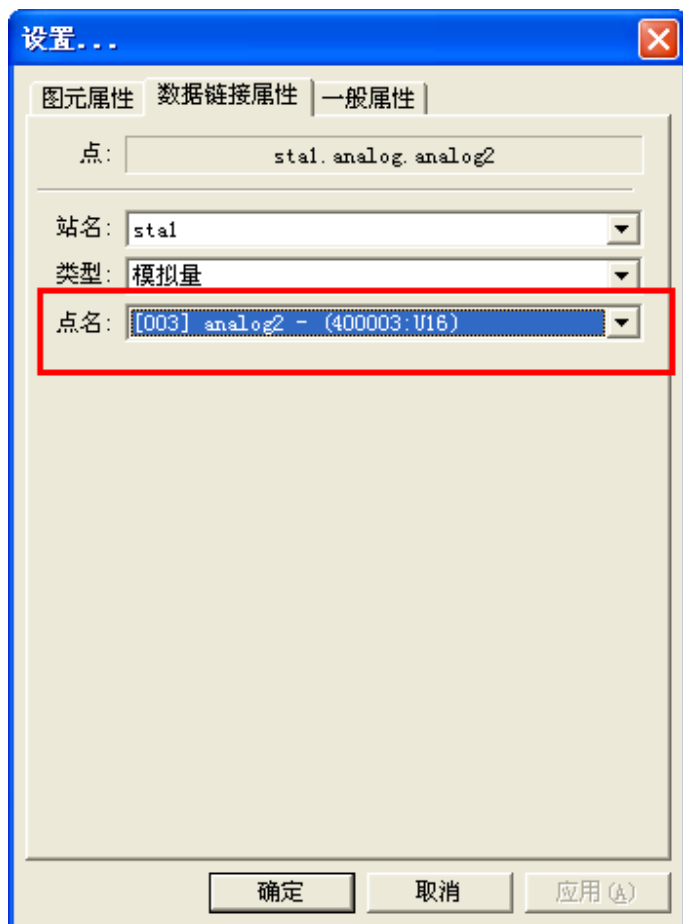 设置...
图元属性 数据链接属性 一般属性
点: sta1.analog.analog2
站名: sta1
类型: 模拟量
点名: [003] analog2 - (400003:U16)
确定 取消 应用(A)